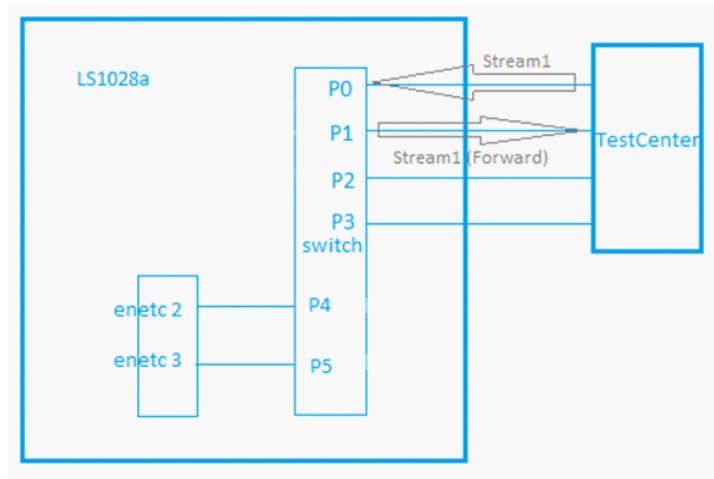 Stream1
LS1028a
P0
P1
TestCenter
Stream1 (Forward)
P2
P3
switch
enetc 2
P4
enetc 3
P5